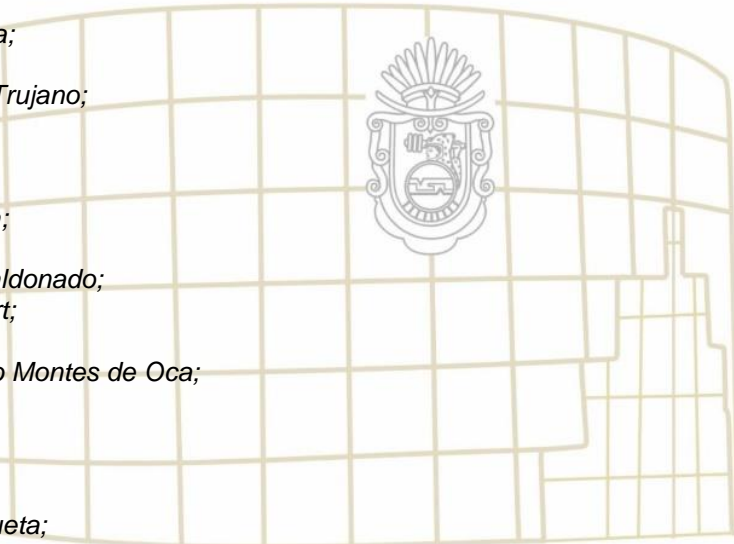 a;
Trujano;
;
aldonado;
rt;
o Montes de Oca;
ueta;